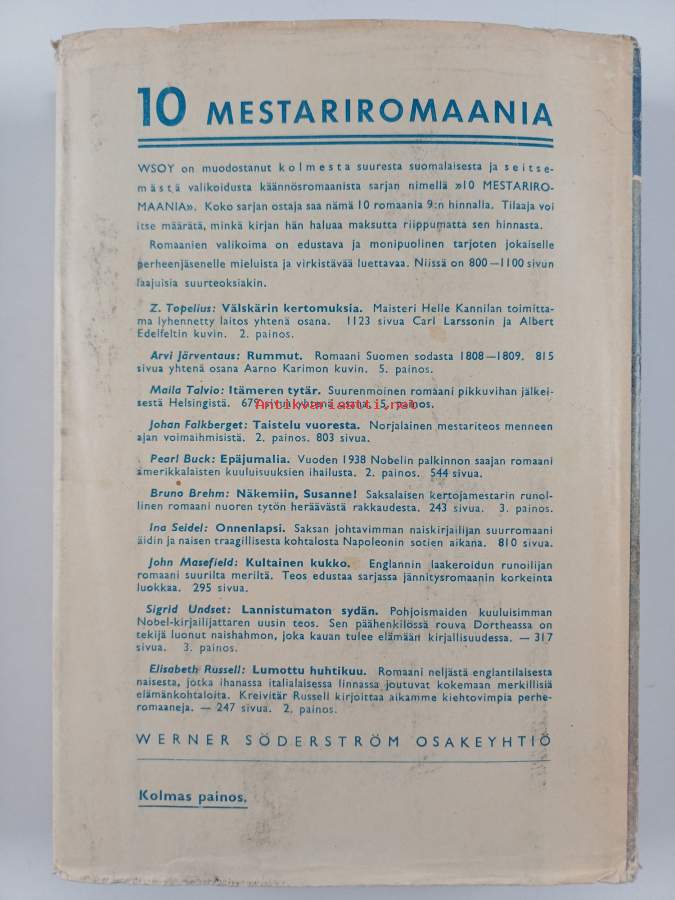 10 MESTARIROMAANIA
WSOY on muodostanut kolmesta suuresta suomalaisesta ja seitse-
mästä valikoidusta käännösromaanista sarjan nimellä »10 MESTARIRO-
MAANIA». Koko sarjan ostaja saa nämä 10 romaania 9:n hinnalla. Tilaaja voi
itse määrätä, minkä kirjan hän haluaa maksutta riippumatta sen hinnasta.
Romaanien valikoima on edustava ja monipuolinen tarjoten jokaiselle
perheenjäsenelle mieluista ja virkistävää luettavaa. Niissä on 800—1100 sivun
laajuisia suurteoksiakin.
Z. Topelius: Välskärin kertomuksia. Maisteri Helle Kannilan toimitta-
ma lyhennetty laitos yhtenä osana. 1123 sivua Carl Larssonin ja Albert
Edelfeltin kuvin. 2. painos.
Arvi Järventaus: Rummut. Romaani Suomen sodasta 1808—1809. 815
sivua yhtenä osana Aarno Karimon kuvin. 5. painos.
Maila Talvio: Itämeren tytär. Suurenmoinen romaani pikkuvihan jälkei-
sestä Helsingistä. 679 sivua yhtenä osana. 5. painos.
Antikvariaatti.net
Johan Falkberget: Taistelu vuoresta. Norjalainen mestariteos menneen
ajan voimaihmisistä. 2. painos. 803 sivua.
Pearl Buck: Epäjumalia. Vuoden 1938 Nobelin palkinnon saajan romaani
amerikkalaisten kuuluisuuksien ihailusta. 2. painos. 544 sivua.
Bruno Brehm: Näkemiin, Susanne! Saksalaisen kertojamestarin runol-
linen romaani nuoren tytön heräävästä rakkaudesta. 243 sivua. 3. painos.
Ina Seidel: Onnenlapsi. Saksan johtavimman naiskirjailijan suurromaani
äidin ja naisen traagillisesta kohtalosta Napoleonin sotien aikana. 810 sivua.
John Masefield: Kultainen kukko. Englannin laakeroidun runoilijan
romaani suurilta meriltä. Teos edustaa sarjassa jännitysromaanin korkeinta
luokkaa. 295 sivua.
Sigrid Undset: Lannistumaton sydän. Pohjoismaiden kuuluisimman
Nobel-kirjailijattaren uusin teos. Sen päähenkilössä rouva Dortheassa on
tekijä luonut naishahmon, joka kauan tulee elämään kirjallisuudessa. — 317
sivua. 3. painos.
Elisabeth Russell: Lumottu huhtikuu. Romaani neljästä englantilaisesta
naisesta, jotka ihanassa italialaisessa linnassa joutuvat kokemaan merkillisiä
elämänkohtaloita. Kreivitär Russell kirjoittaa aikamme kiehtovimpia perhe-
romaaneja. — 247 sivua. 2. painos.
WERNER SÖDERSTRÖM OSAKEYHTIÖ
Kolmas painos.